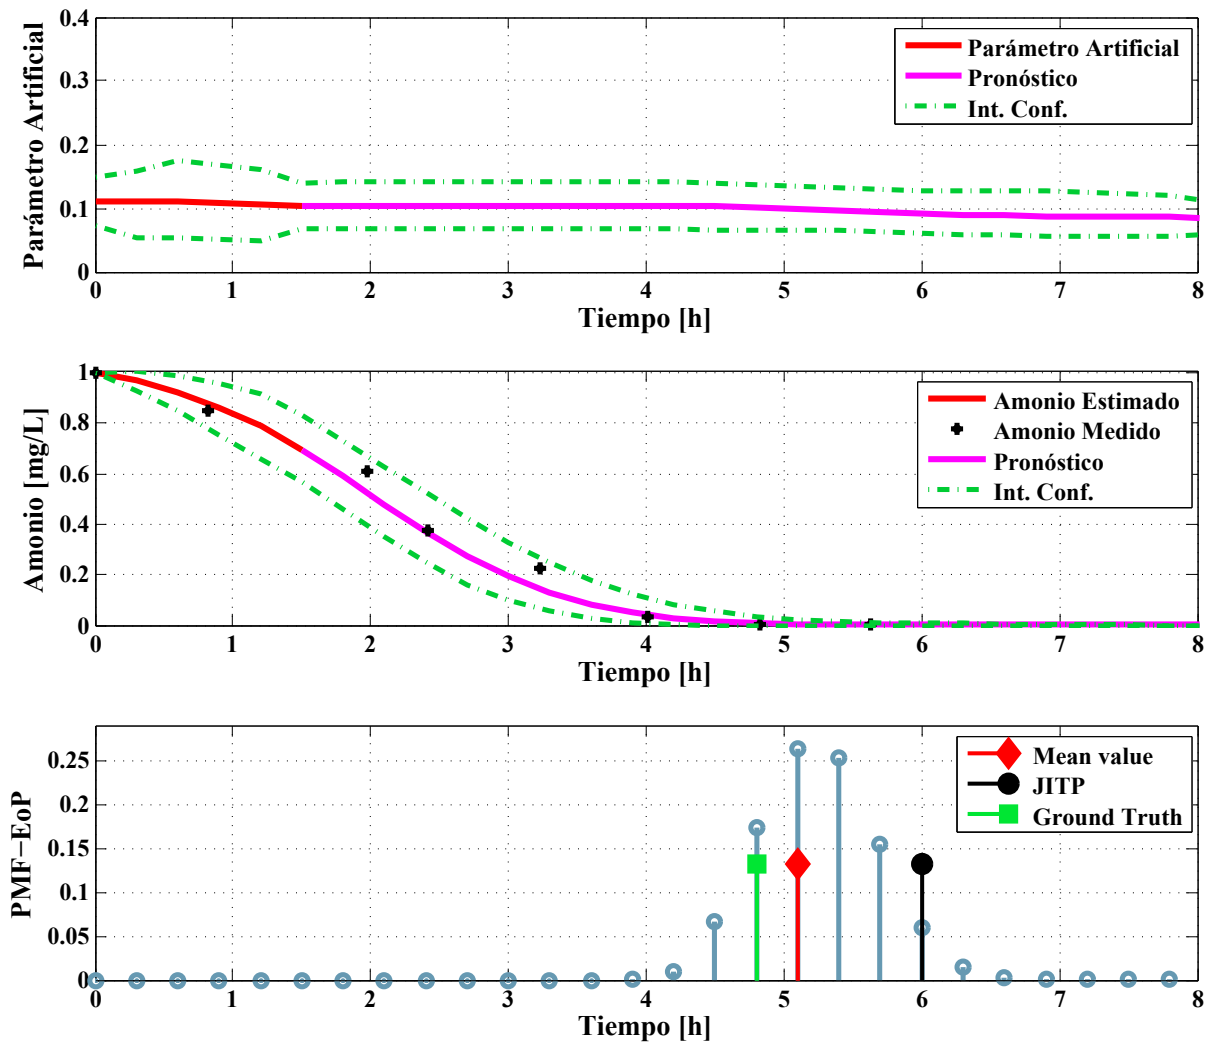 0.4
0.3
0.2
0.1
0
Parámetro Artificial
Parámetro Artificial
Pronóstico
Int. Conf.
0 1 2 3 4 5 6 7 8
Tiempo [h]
1
0.8
0.6
0.4
0.2
0
Amonio [mg/L]
Amonio Estimado
Amonio Medido
Pronóstico
Int. Conf.
0 1 2 3 4 5 6 7 8
Tiempo [h]
0.25
0.2
0.15
0.1
0.05
0
PMF−EoP
Mean value
JITP
Ground Truth
0 1 2 3 4 5 6 7 8
Tiempo [h]